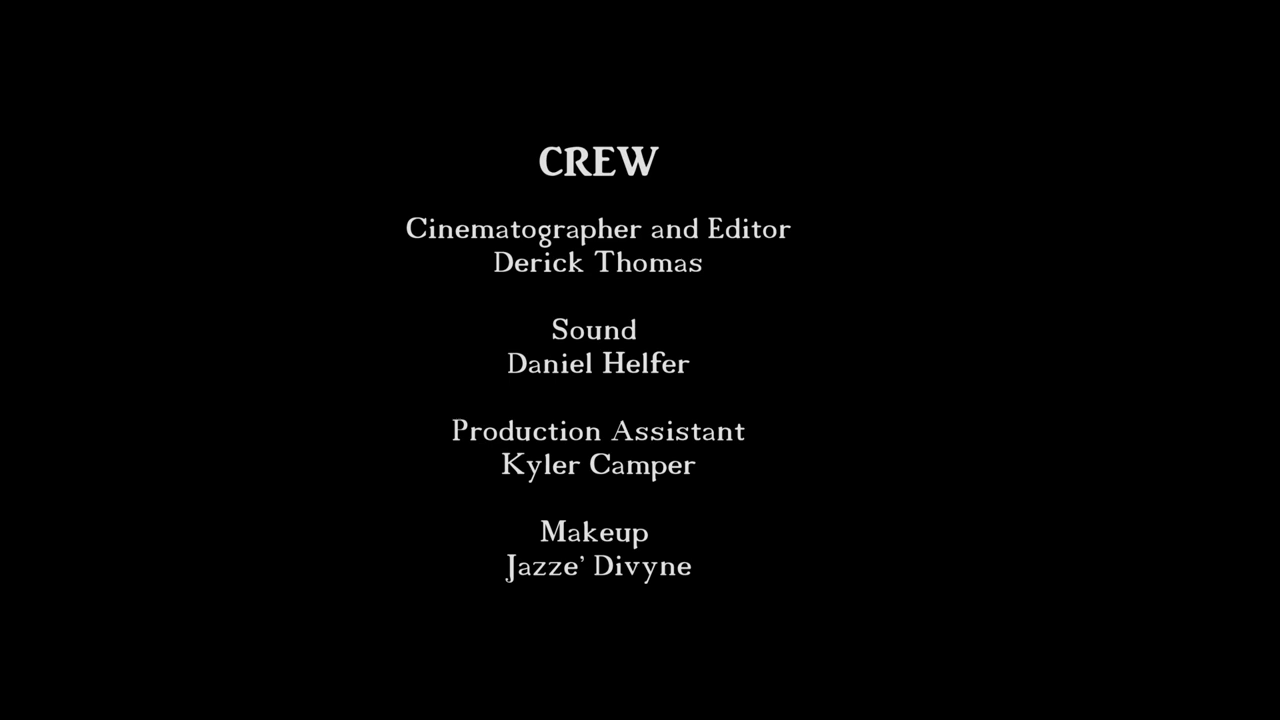 CREW
Cinematographer and Editor
Derick Thomas
Sound
Daniel Helfer
Production Assistant
Kyler Camper
Makeup
Jazze’ Divyne